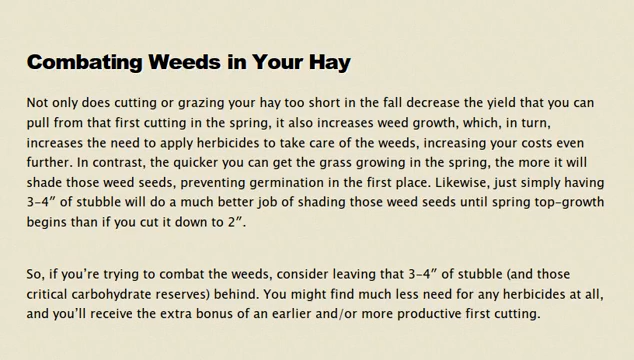 Combating Weeds in Your Hay
Not only does cutting or grazing your hay too short in the fall decrease the yield that you can
pull from that first cutting in the spring, it also increases weed growth, which, in turn,
increases the need to apply herbicides to take care of the weeds, increasing your costs even
further. In contrast, the quicker you can get the grass growing in the spring, the more it will
shade those weed seeds, preventing germination in the first place. Likewise, just simply having
3–4″ of stubble will do a much better job of shading those weed seeds until spring top-growth
begins than if you cut it down to 2″.
So, if you’re trying to combat the weeds, consider leaving that 3–4″ of stubble (and those
critical carbohydrate reserves) behind. You might find much less need for any herbicides at all,
and you’ll receive the extra bonus of an earlier and/or more productive first cutting.